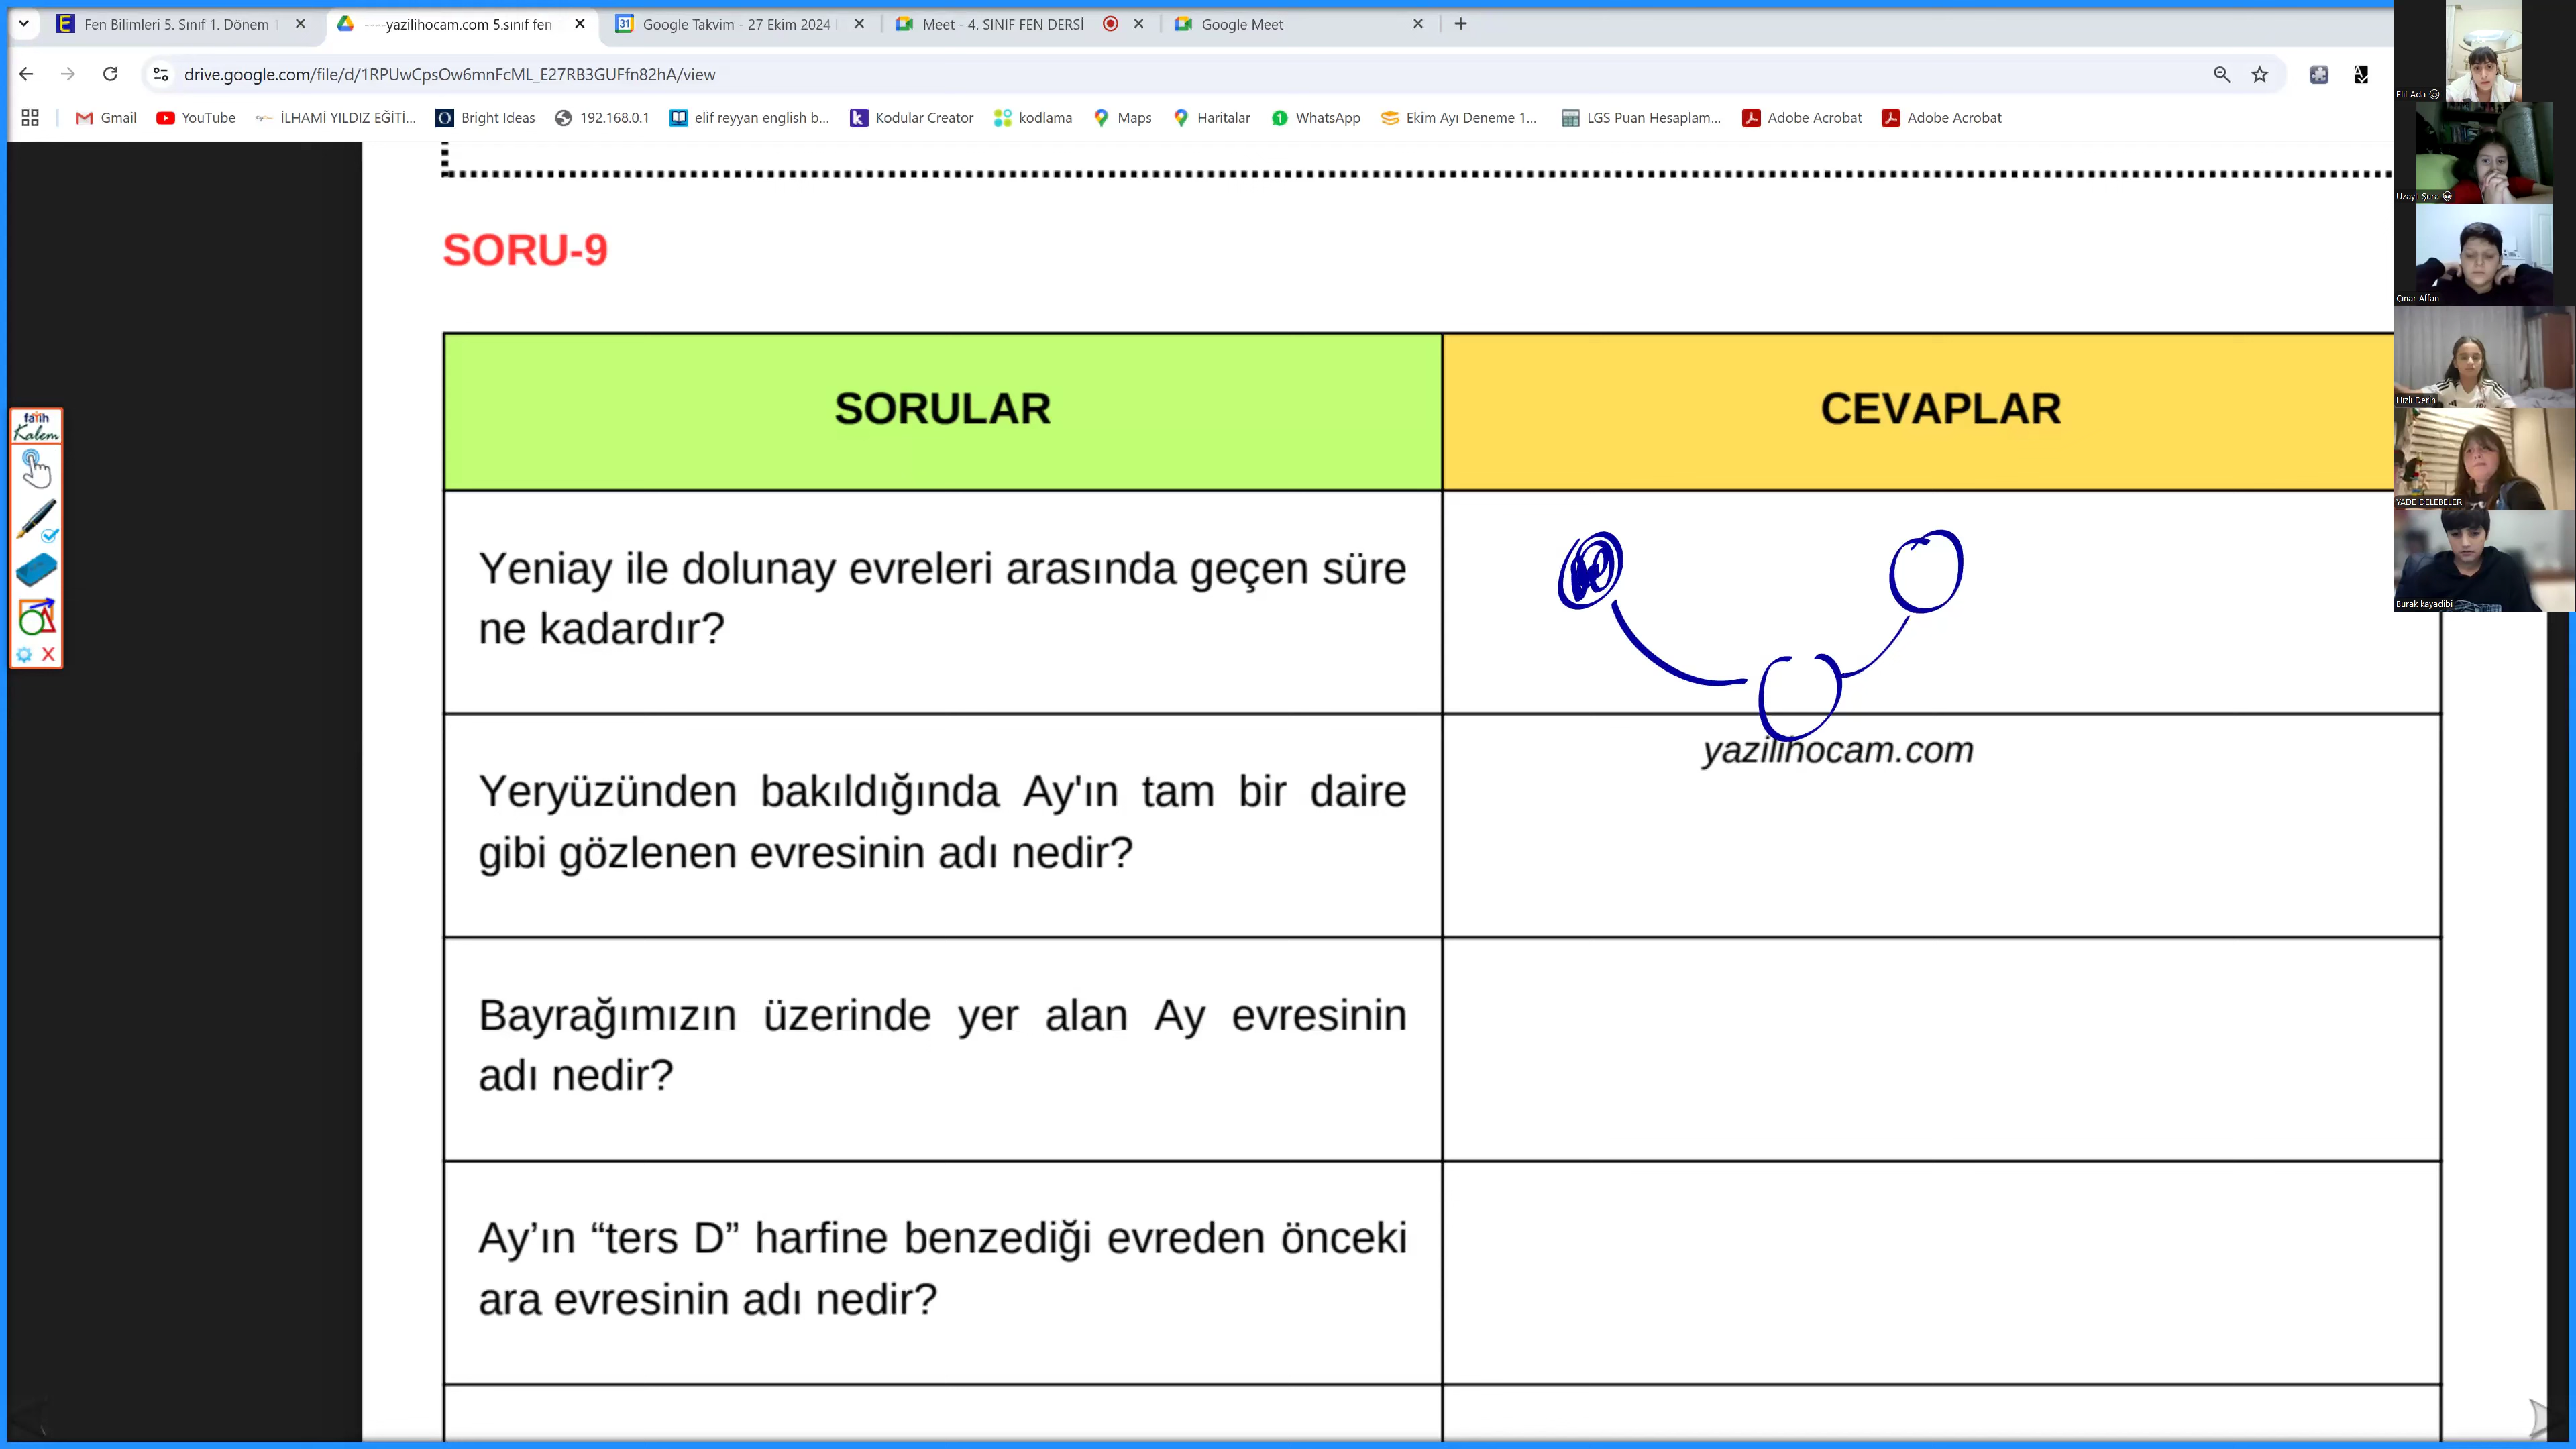 Fen Bilimleri 5. Sınıf 1. Dönem
----yazilihocam.com 5.sınıf fen
31
Google Takvim - 27 Ekim 2024
Meet - 4. SINIF FEN DERSİ
Google Meet
drive.google.com/file/d/1RPUwCpsOw6mnFcML_E27RB3GUFfn82hA/view
Gmail
YouTube
İLHAMİ YILDIZ EĞİTİ...
Bright Ideas
192.168.0.1
elif reyyan english b...
Kodular Creator
kodlama
Maps
Haritalar
WhatsApp
Ekim Ayı Deneme 1...
LGS Puan Hesaplam...
Adobe Acrobat
Adobe Acrobat
Elif Ada
Uzaylı Şura
Çınar Affan
Hızlı Derin
YADE DELEBELER
Burak kayadibi
fatih
Kalem
SORU-9
SORULAR
CEVAPLAR
Yeniay ile dolunay evreleri arasında geçen süre
ne kadardır?
yazilihocam.com
Yeryüzünden bakıldığında Ay'ın tam bir daire
gibi gözlenen evresinin adı nedir?
Bayrağımızın üzerinde yer alan Ay evresinin
adı nedir?
Ay’ın “ters D” harfine benzediği evreden önceki
ara evresinin adı nedir?